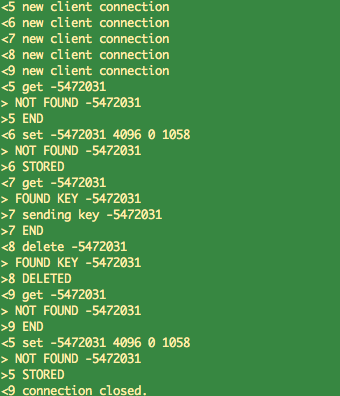 <5 new client connection
<6 new client connection
<7 new client connection
<8 new client connection
<9 new client connection
<5 get -5472031
> NOT FOUND -5472031
>5 END
<6 set -5472031 4096 0 1058
> NOT FOUND -5472031
>6 STORED
<7 get -5472031
> FOUND KEY -5472031
>7 sending key -5472031
>7 END
<8 delete -5472031
> FOUND KEY -5472031
>8 DELETED
<9 get -5472031
> NOT FOUND -5472031
>9 END
<5 set -5472031 4096 0 1058
> NOT FOUND -5472031
>5 STORED
<9 connection closed.